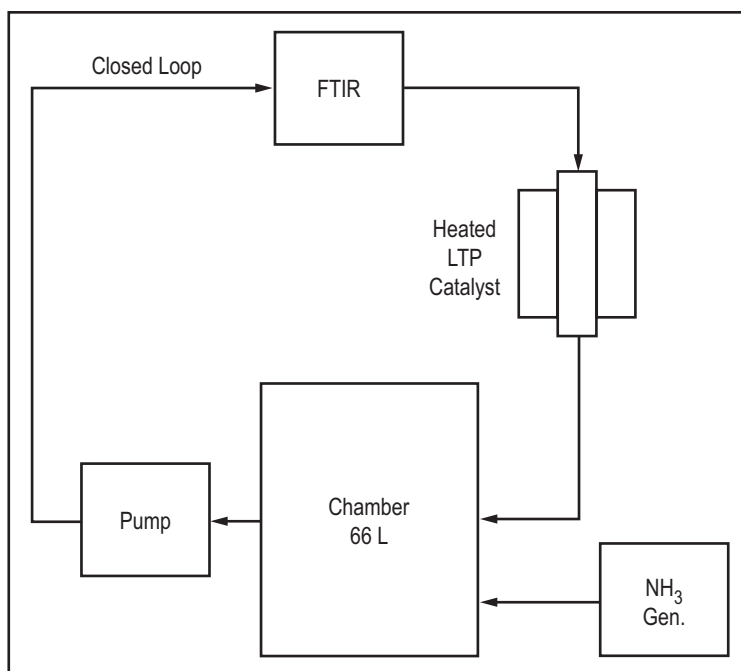 Closed Loop
FTIR
Heated
LTP
Catalyst
Chamber
66 L
Pump
NH3
Gen.